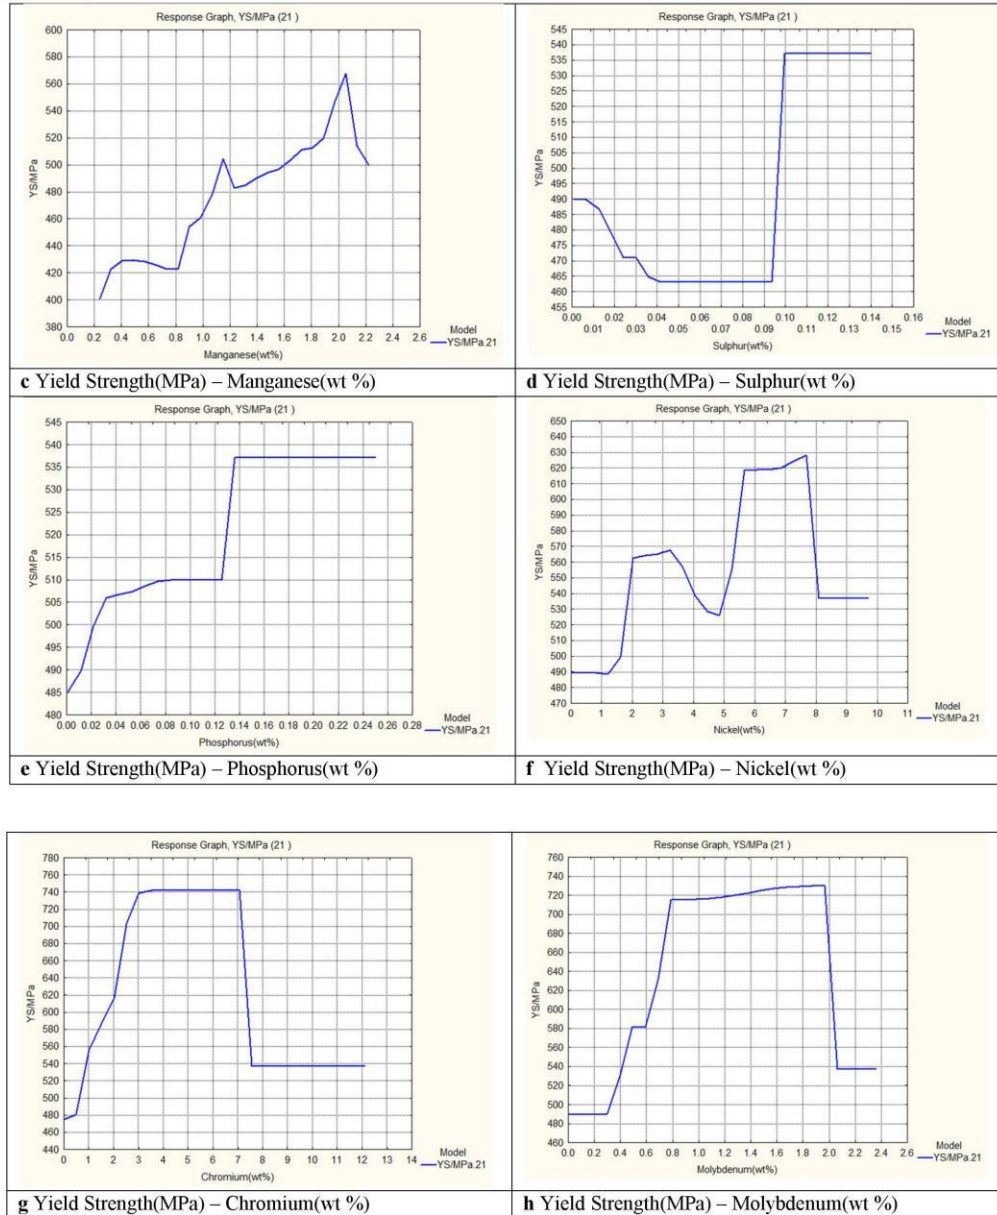 Response Graph, YS/MPa (21 )
600
580
560
540
520
500
480
460
440
420
400
380
YS/MPa
0.0 0.2 0.4 0.6 0.8 1.0 1.2 1.4 1.6 1.8 2.0 2.2 2.4 2.6
Manganese(wt%)
Model
YS/MPa.21
c Yield Strength(MPa) – Manganese(wt %)
Response Graph, YS/MPa (21 )
545
540
535
530
525
520
515
510
505
500
495
490
485
480
475
470
465
460
455
YS/MPa
0.00 0.02 0.04 0.06 0.08 0.10 0.12 0.14 0.16
0.01 0.03 0.05 0.07 0.09 0.11 0.13 0.15
Sulphur(wt%)
Model
YS/MPa.21
d Yield Strength(MPa) – Sulphur(wt %)
Response Graph, YS/MPa (21 )
545
540
535
530
525
520
515
510
505
500
495
490
485
480
YS/MPa
0.00 0.02 0.04 0.06 0.08 0.10 0.12 0.14 0.16 0.18 0.20 0.22 0.24 0.26 0.28
Phosphorus(wt%)
Model
YS/MPa.21
e Yield Strength(MPa) – Phosphorus(wt %)
Response Graph, YS/MPa (21 )
650
640
630
620
610
600
590
580
570
560
550
540
530
520
510
500
490
480
470
YS/MPa
0 1 2 3 4 5 6 7 8 9 10 11
Nickel(wt%)
Model
YS/MPa.21
f Yield Strength(MPa) – Nickel(wt %)
Response Graph, YS/MPa (21 )
780
760
740
720
700
680
660
640
620
600
580
560
540
520
500
480
460
440
YS/MPa
0 1 2 3 4 5 6 7 8 9 10 11 12 13 14
Chromium(wt%)
Model
YS/MPa.21
g Yield Strength(MPa) – Chromium(wt %)
Response Graph, YS/MPa (21 )
760
740
720
700
680
660
640
620
600
580
560
540
520
500
480
460
YS/MPa
0.0 0.2 0.4 0.6 0.8 1.0 1.2 1.4 1.6 1.8 2.0 2.2 2.4 2.6
Molybdenum(wt%)
Model
YS/MPa.21
h Yield Strength(MPa) – Molybdenum(wt %)